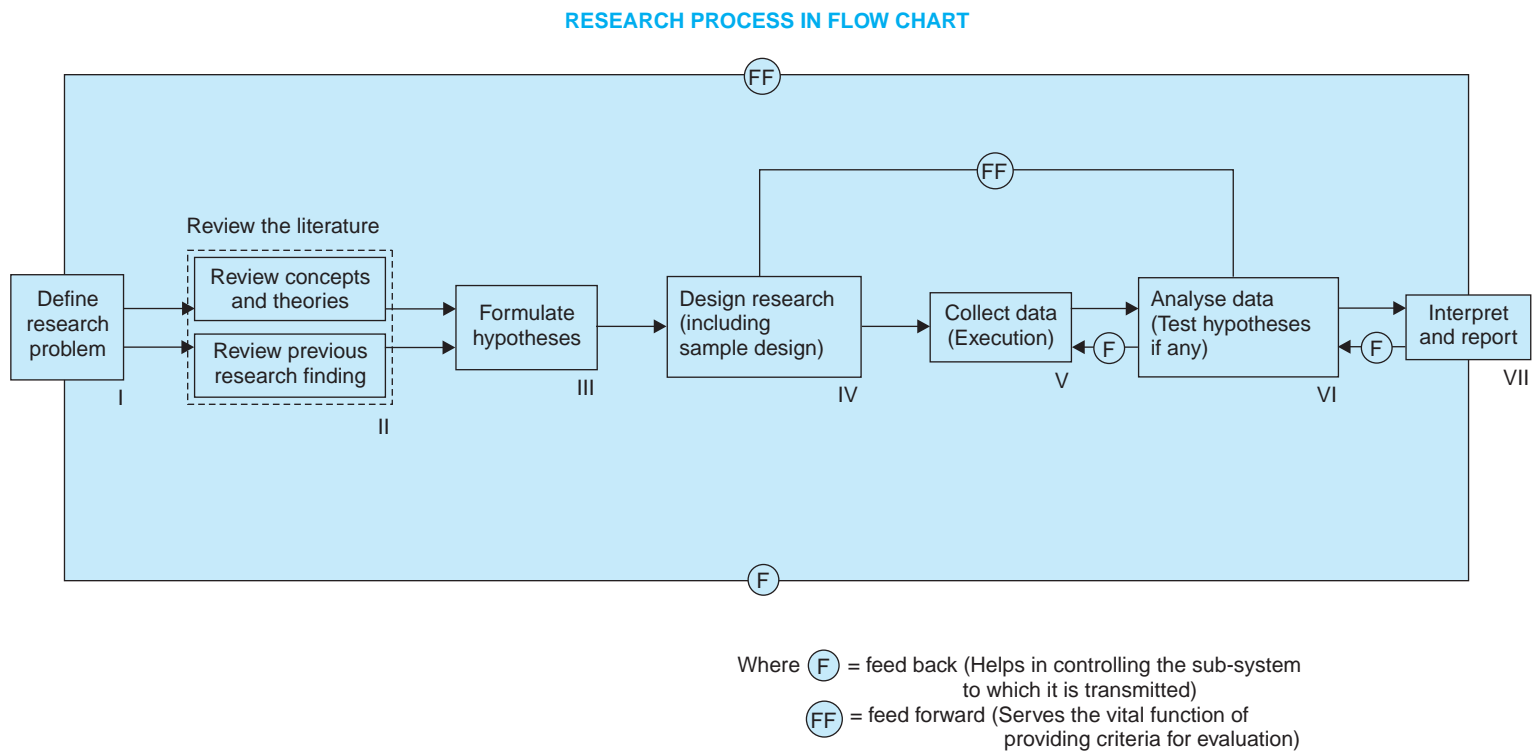 RESEARCH PROCESS IN FLOW CHART
FF
FF
Review the literature
Review concepts
and theories
Review previous
research finding
Define
research
problem
I
II
Formulate
hypotheses
III
Design research
(including
sample design)
IV
Collect data
(Execution)
V
F
Analyse data
(Test hypotheses
if any)
VI
F
Interpret
and report
VII
F
Where F = feed back (Helps in controlling the sub-system
to which it is transmitted)
FF = feed forward (Serves the vital function of
providing criteria for evaluation)